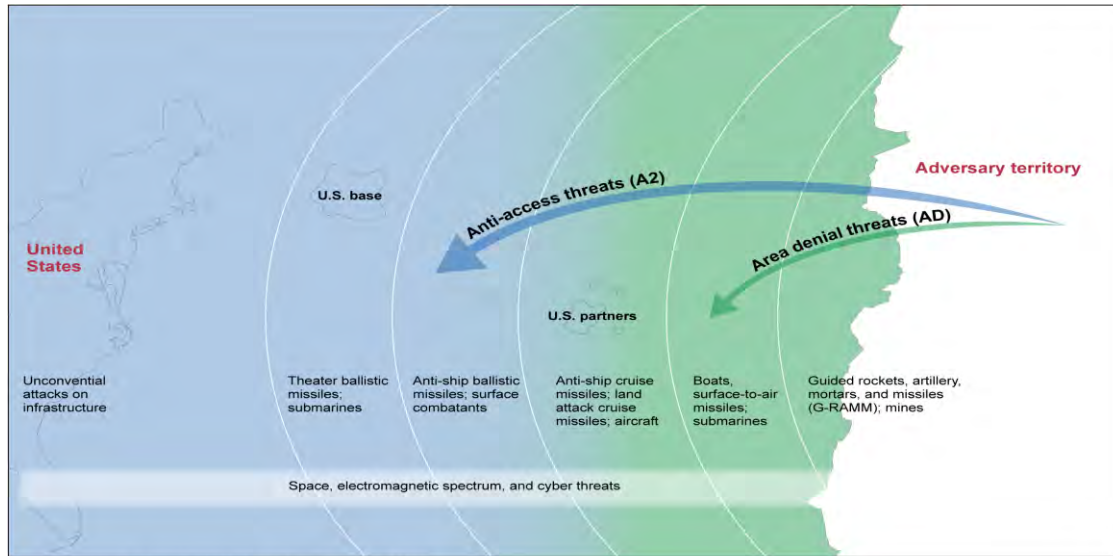 Adversary territory
Anti-access threats (A2)
U.S. base
Area denial threats (AD)
United
States
U.S. partners
Unconvential
attacks on
infrastructure
Theater ballistic
missiles;
submarines
Anti-ship ballistic
missiles; surface
combatants
Anti-ship cruise
missiles; land
attack cruise
missiles; aircraft
Boats,
surface-to-air
missiles;
submarines
Guided rockets, artillery,
mortars, and missiles
(G-RAMM); mines
Space, electromagnetic spectrum, and cyber threats